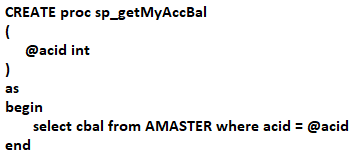 CREATE proc sp_getMyAccBal
(
@acid int
)
as
begin
select cbal from AMASTER where acid = @acid
end